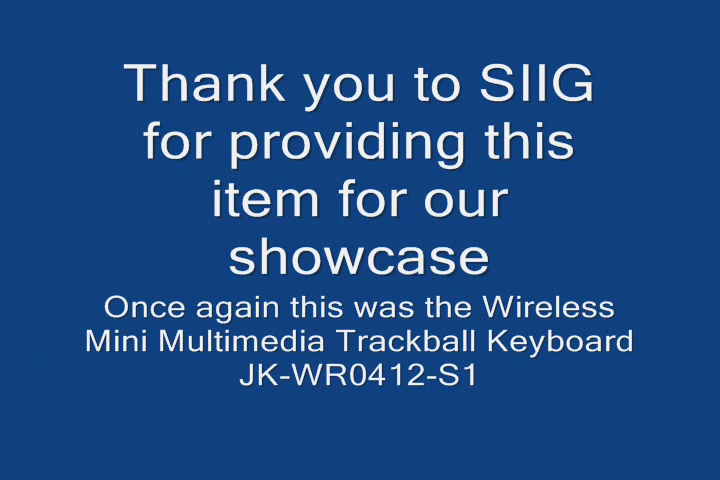 Thank you to SIIG
for providing this
item for our
showcase
Once again this was the Wireless
Mini Multimedia Trackball Keyboard
JK-WR0412-S1